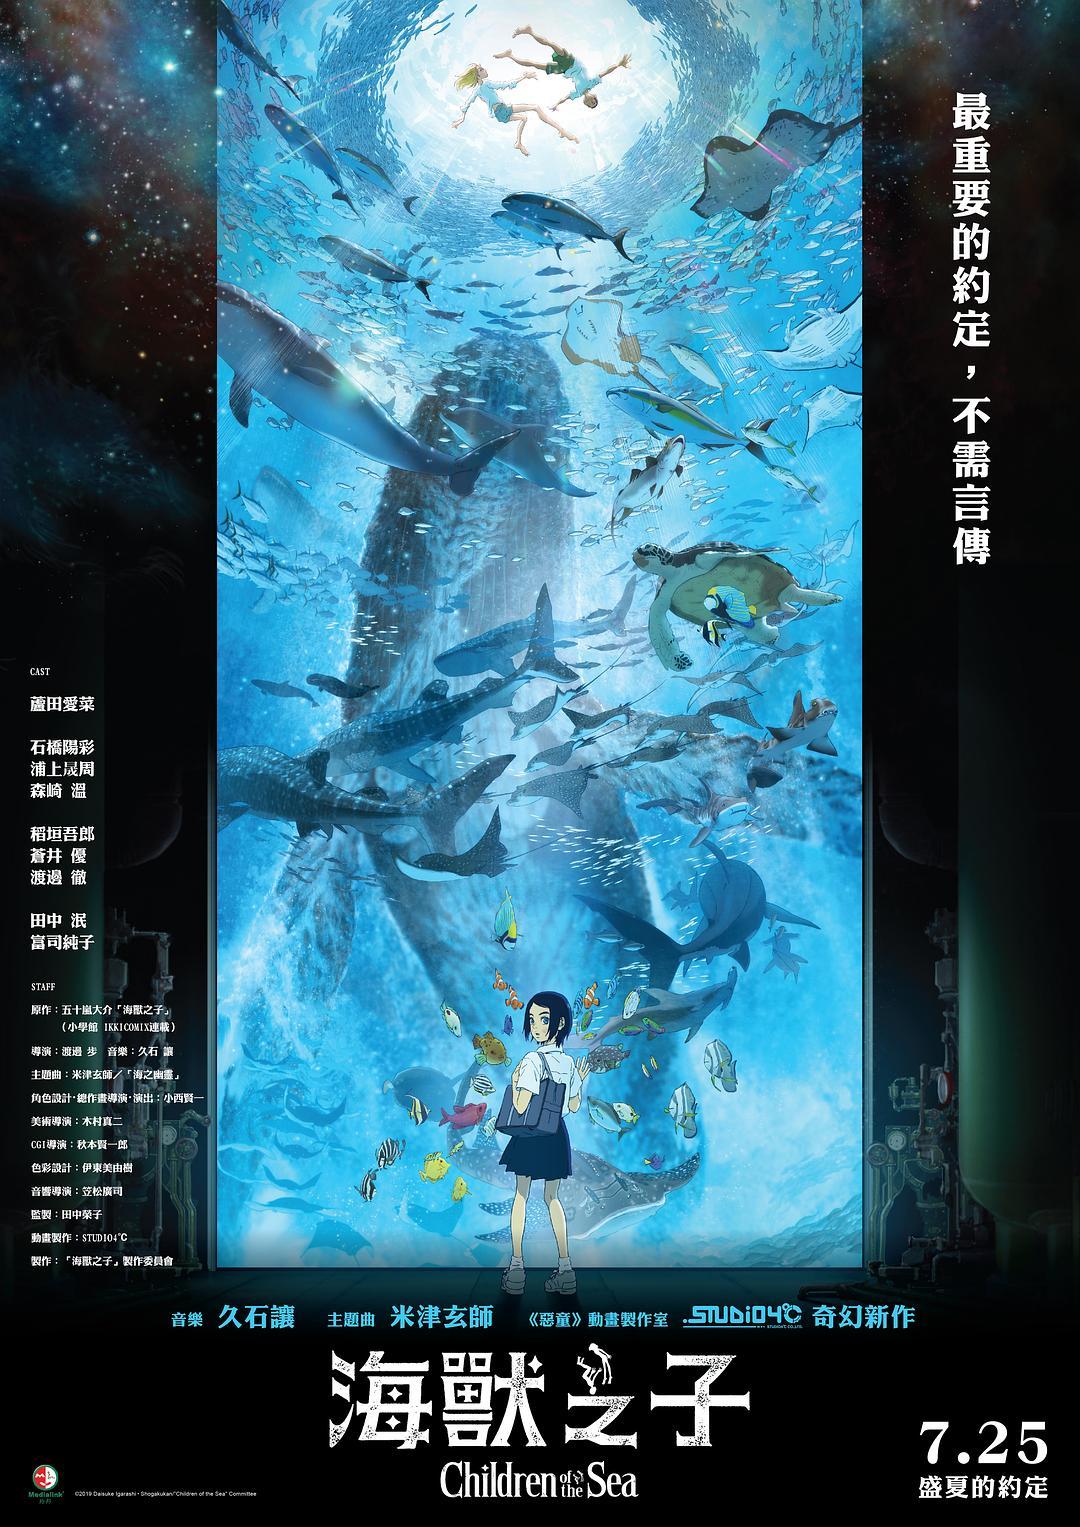 最重要的約定，不需言傳
CAST
蘆田愛菜
石橋陽彩
浦上晟周
森崎 溫
稻垣吾郎
蒼井 優
渡邊 徹
田中 泯
富司純子
STAFF
原作：五十嵐大介「海獸之子」
（小學館 IKKICOMIX連載）
導演：渡邊 步　音樂：久石 讓
主題曲：米津玄師／「海之幽靈」
角色設計・總作畫導演・演出：小西賢一
美術導演：木村真二
CGI導演：秋本賢一郎
色彩設計：伊東美由樹
音響導演：笠松廣司
監製：田中榮子
動畫製作：STUDIO4℃
製作：「海獸之子」製作委員會
音樂 久石讓 主題曲 米津玄師 《惡童》動畫製作室 STUDIO4℃ 奇幻新作
海獸之子
Children of the Sea
7.25
盛夏的約定
Medialink
©2019 Daisuke Igarashi・Shogakukan/"Children of the Sea" Committee